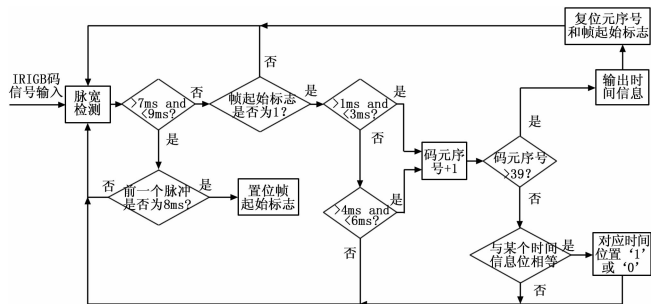 IRIGB码
信号输入
脉宽
检测
>7ms and
<9ms?
否
是
帧起始标志
是否为1?
否
是
>1ms and
<3ms?
是
否
>4ms and
<6ms?
是
否
码元序
号+1
码元序号
>39?
是
否
输出时
间信息
复位元序号
和帧起始标志
前一个脉冲
是否为8ms?
否
是
置位帧
起始标志
与某个时间
信息位相等
是
否
对应时间
位置‘1’
或‘0’